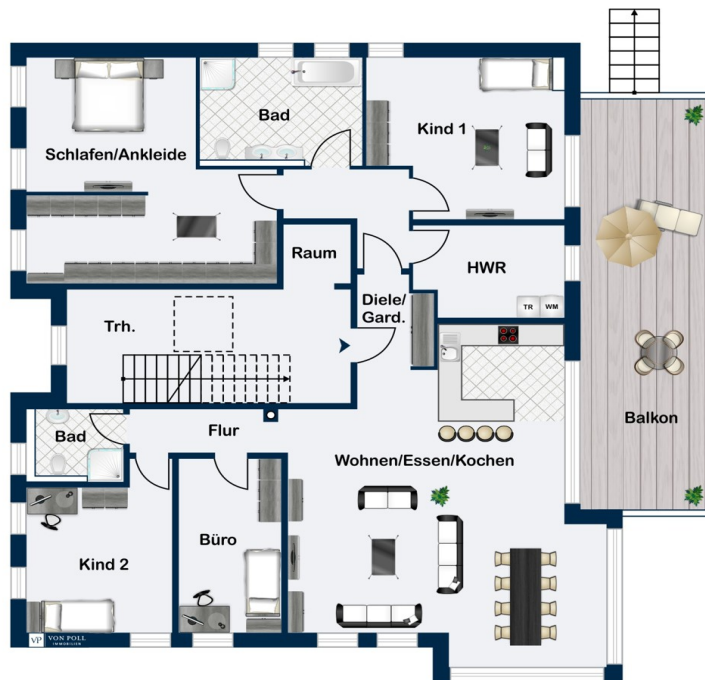 Bad
Kind 1
Schlafen/Ankleide
Raum
HWR
Diele/
Gard.
TR WM
Trh.
Balkon
Bad
Flur
Wohnen/Essen/Kochen
Büro
Kind 2
VP VON POLL
IMMOBILIEN